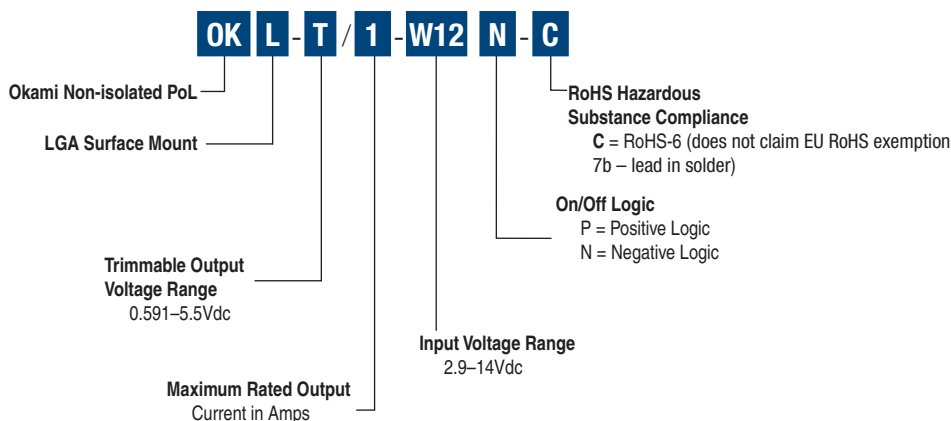 OK L - T / 1 - W12 N - C
Okami Non-isolated PoL
LGA Surface Mount
Trimmable Output
Voltage Range
0.591–5.5Vdc
Maximum Rated Output
Current in Amps
Input Voltage Range
2.9–14Vdc
On/Off Logic
P = Positive Logic
N = Negative Logic
RoHS Hazardous
Substance Compliance
C = RoHS-6 (does not claim EU RoHS exemption
7b – lead in solder)